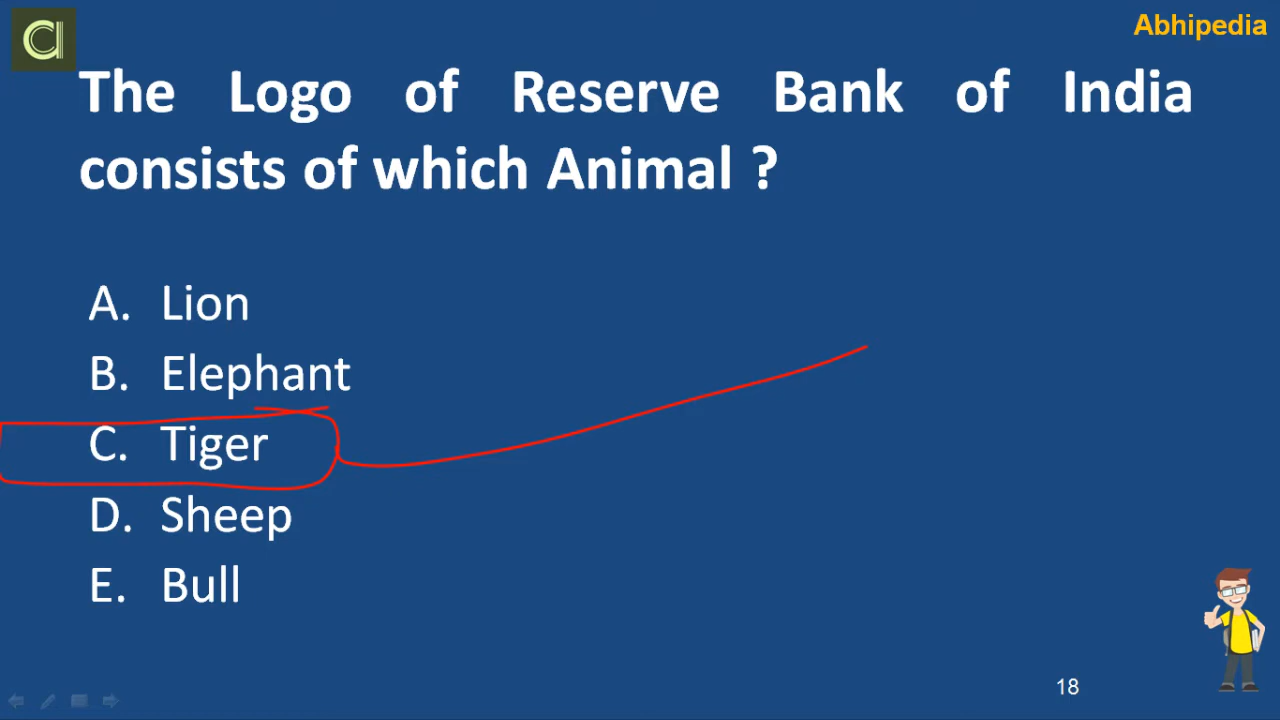 Abhipedia
The Logo of Reserve Bank of India
consists of which Animal ?
A. Lion
B. Elephant
C. Tiger
D. Sheep
E. Bull
18